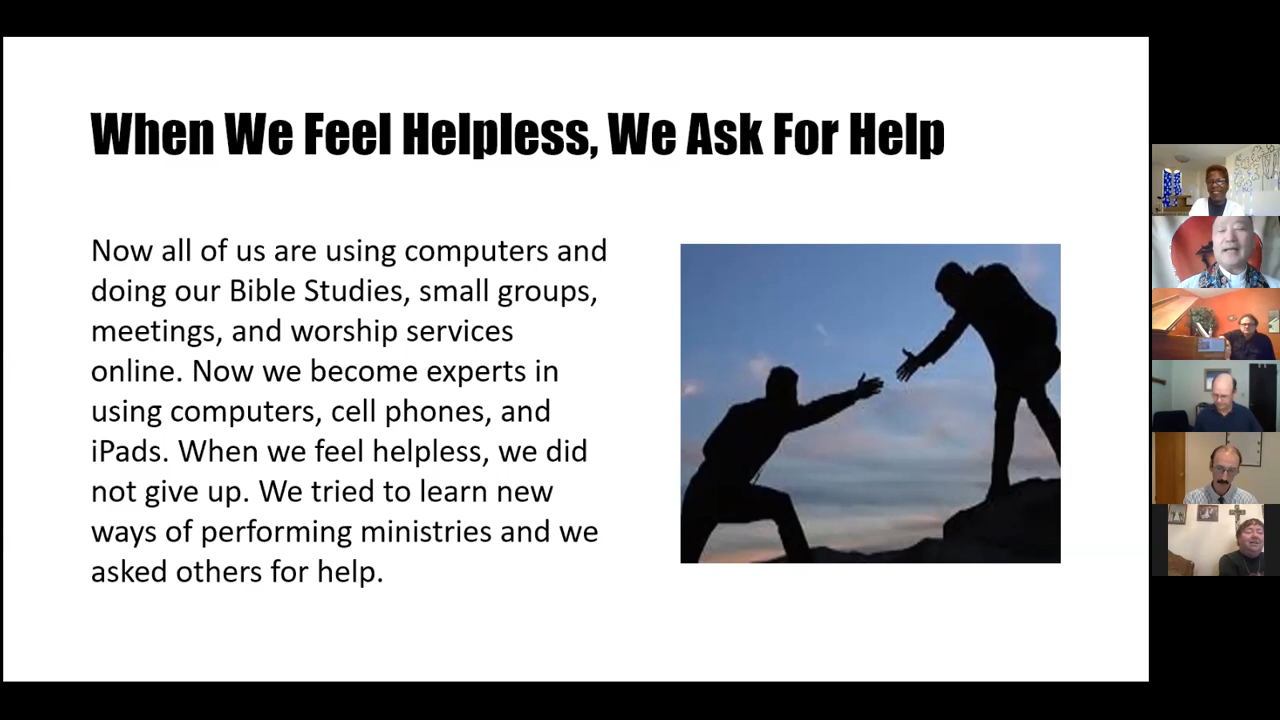 When We Feel Helpless, We Ask For Help
Now all of us are using computers and
doing our Bible Studies, small groups,
meetings, and worship services
online. Now we become experts in
using computers, cell phones, and
iPads. When we feel helpless, we did
not give up. We tried to learn new
ways of performing ministries and we
asked others for help.